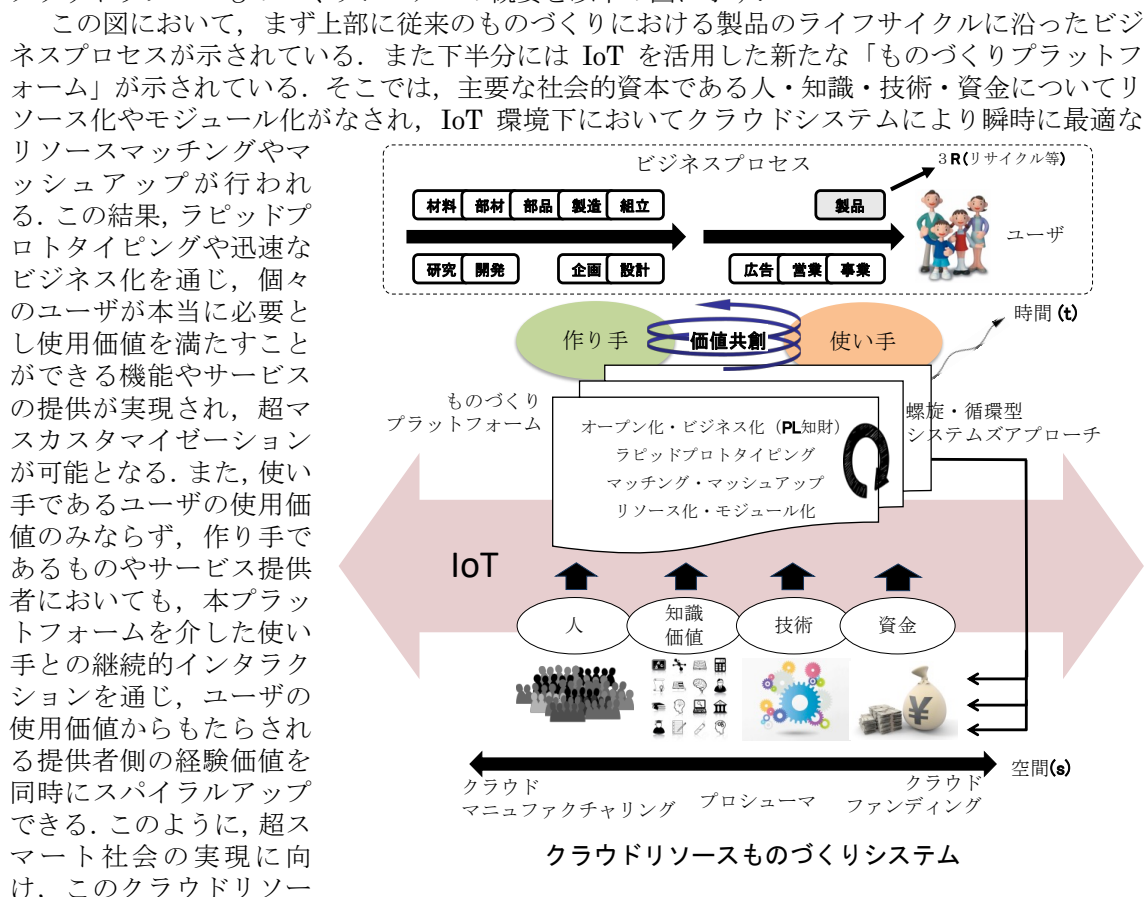 この図において，まず上部に従来のものづくりにおける製品のライフサイクルに沿ったビジ
ネスプロセスが示されている．また下半分には IoT を活用した新たな「ものづくりプラットフ
ォーム」が示されている．そこでは，主要な社会的資本である人・知識・技術・資金についてリ
ソース化やモジュール化がなされ，IoT 環境下においてクラウドシステムにより瞬時に最適な
リソースマッチングやマ
ッシュアップが行われ
る．この結果，ラピッドプ
ロトタイピングや迅速な
ビジネス化を通じ，個々
のユーザが本当に必要と
し使用価値を満たすこと
ができる機能やサービス
の提供が実現され，超マ
スカスタマイゼーション
が可能となる．また，使い
手であるユーザの使用価
値のみならず，作り手で
あるものやサービス提供
者においても，本プラッ
トフォームを介した使い
手との継続的インタラク
ションを通じ，ユーザの
使用価値からもたらされ
る提供者側の経験価値を
同時にスパイラルアップ
できる．このように，超ス
マート社会の実現に向
け，このクラウドリソー
ビジネスプロセス
3R(リサイクル等)
材料 部材 部品 製造 組立
製品
ユーザ
研究 開発 企画 設計 広告 営業 事業
時間(t)
作り手 価値共創 使い手
ものづくり
プラットフォーム
螺旋・循環型
システムズアプローチ
オープン化・ビジネス化（PL知財）
ラピッドプロトタイピング
マッチング・マッシュアップ
リソース化・モジュール化
IoT
人
知識
価値
技術
資金
¥
空間(s)
クラウド
マニュファクチャリング
プロシューマ
クラウド
ファンディング
クラウドリソースものづくりシステム